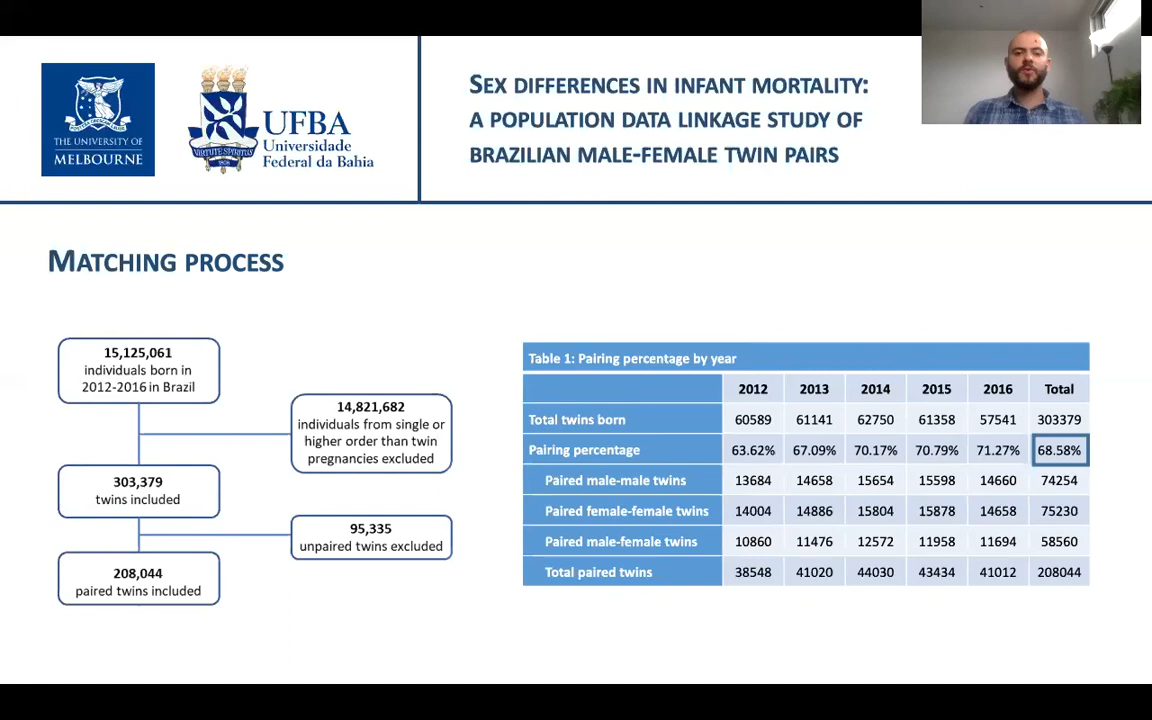 THE UNIVERSITY OF
MELBOURNE
VIRTUTE SPIRITUS
UFBA
Universidade
Federal da Bahia
SEX DIFFERENCES IN INFANT MORTALITY:
A POPULATION DATA LINKAGE STUDY OF
BRAZILIAN MALE-FEMALE TWIN PAIRS
MATCHING PROCESS
15,125,061
individuals born in
2012-2016 in Brazil
14,821,682
individuals from single or
higher order than twin
pregnancies excluded
303,379
twins included
95,335
unpaired twins excluded
208,044
paired twins included
Table 1: Pairing percentage by year
2012 2013 2014 2015 2016 Total
Total twins born 60589 61141 62750 61358 57541 303379
Pairing percentage 63.62% 67.09% 70.17% 70.79% 71.27% 68.58%
Paired male-male twins 13684 14658 15654 15598 14660 74254
Paired female-female twins 14004 14886 15804 15878 14658 75230
Paired male-female twins 10860 11476 12572 11958 11694 58560
Total paired twins 38548 41020 44030 43434 41012 208044